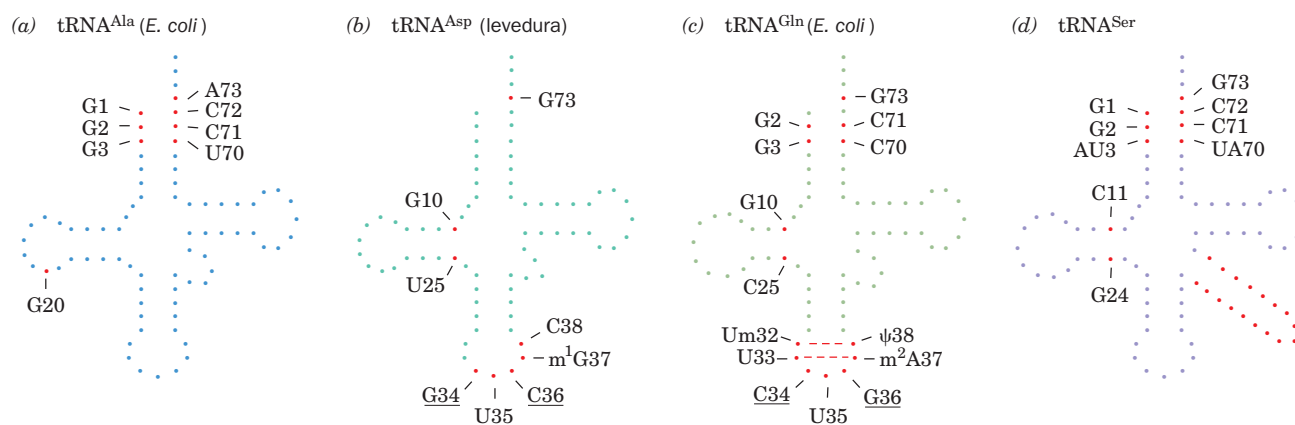 (a) tRNAᴬˡᵃ (E. coli)
G1
G2
G3
A73
C72
C71
U70
G20
(b) tRNAᴬˢᵖ (levedura)
G73
G10
U25
C38
m¹G37
G34
U35
C36
(c) tRNAᴳˡⁿ (E. coli)
G2
G3
G73
C71
C70
G10
C25
Um32
U33
ψ38
m²A37
C34
U35
G36
(d) tRNAˢᵉʳ
G1
G2
AU3
G73
C72
C71
UA70
C11
G24